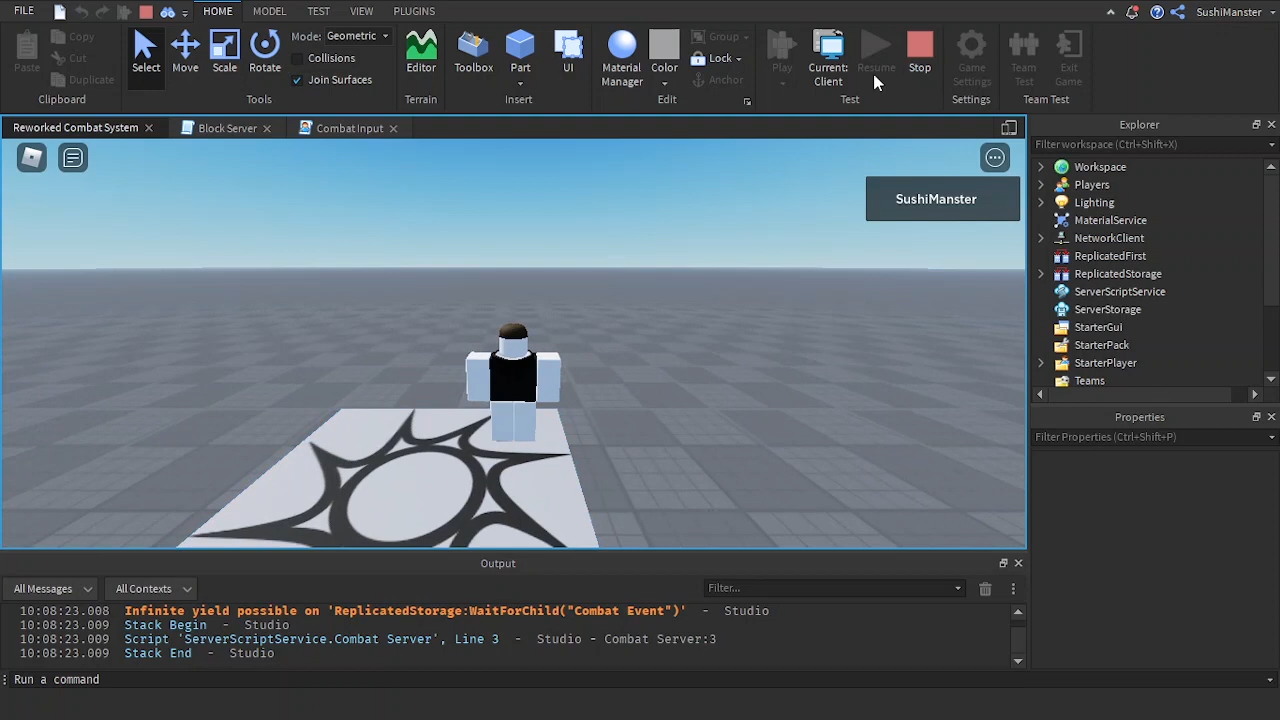 FILE HOME MODEL TEST VIEW PLUGINS SushiManster
Paste Copy Cut Duplicate Clipboard
Select Move Scale Rotate Mode: Geometric Collisions Join Surfaces Tools
Editor Terrain
Toolbox Part UI Insert
Material Manager Color Group Lock Anchor Edit
Play Current: Client Resume Stop Test
Game Settings Settings
Team Test Exit Game Team Test
Reworked Combat System Block Server Combat Input
SushiManster
Explorer
Filter workspace (Ctrl+Shift+X)
Workspace
Players
Lighting
MaterialService
NetworkClient
ReplicatedFirst
ReplicatedStorage
ServerScriptService
ServerStorage
StarterGui
StarterPack
StarterPlayer
Teams
Properties
Filter Properties (Ctrl+Shift+P)
Output
All Messages All Contexts Filter...
10:08:23.008 Infinite yield possible on 'ReplicatedStorage:WaitForChild("Combat Event")' - Studio
10:08:23.009 Stack Begin - Studio
10:08:23.009 Script 'ServerScriptService.Combat Server', Line 3 - Studio - Combat Server:3
10:08:23.009 Stack End - Studio
Run a command